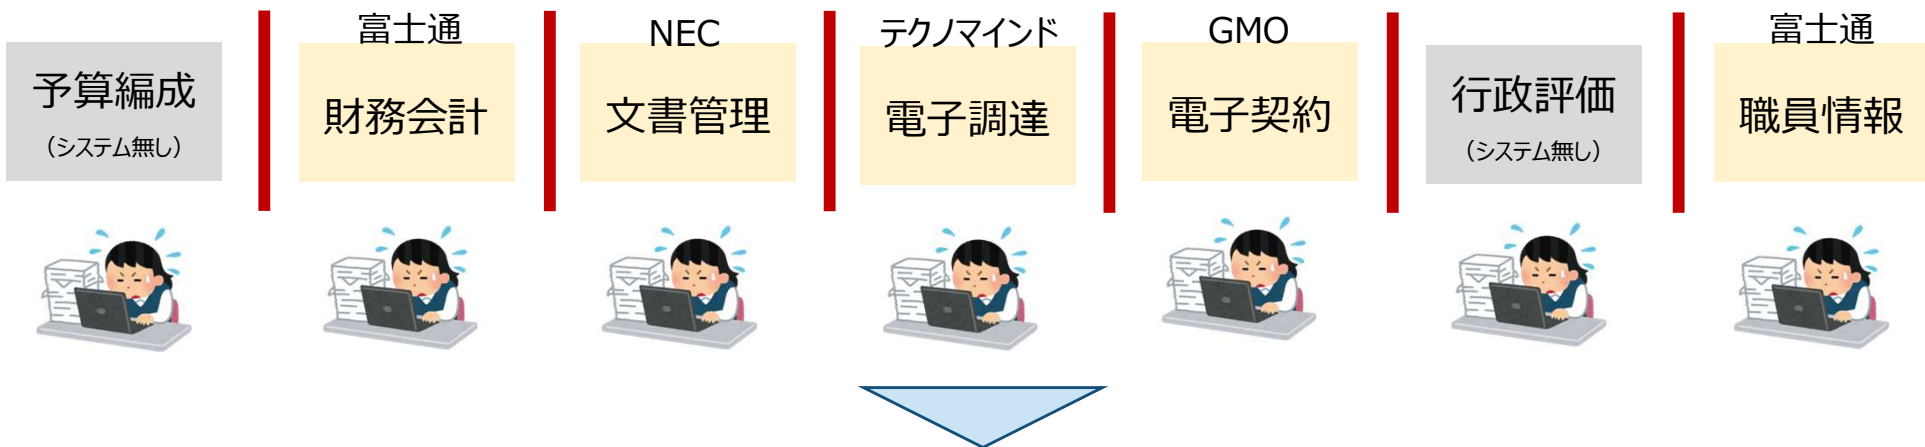 予算編成
（システム無し）
富士通
財務会計
NEC
文書管理
テクノマインド
電子調達
GMO
電子契約
行政評価
（システム無し）
富士通
職員情報